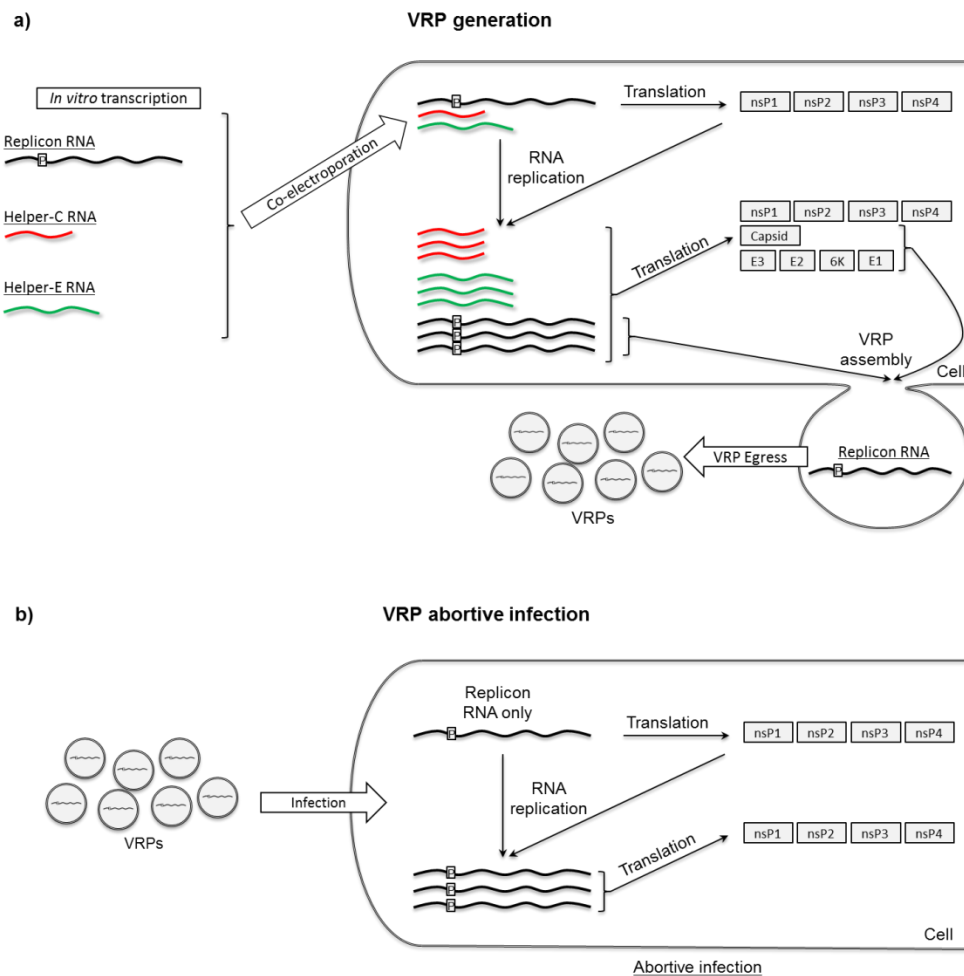 a)
VRP generation
In vitro transcription
Replicon RNA
P
Helper-C RNA
Helper-E RNA
Co-electroporation
P
Translation
nsP1 nsP2 nsP3 nsP4
RNA
replication
P
P
P
Translation
nsP1 nsP2 nsP3 nsP4
Capsid
E3 E2 6K E1
VRP
assembly
Cell
Replicon RNA
P
VRP Egress
VRPs
b)
VRP abortive infection
VRPs
Infection
Replicon
RNA only
P
Translation
nsP1 nsP2 nsP3 nsP4
RNA
replication
P
P
P
Translation
nsP1 nsP2 nsP3 nsP4
Cell
Abortive infection